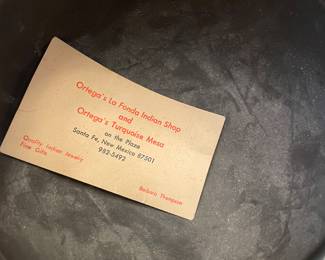 Ortega's La Fonda Indian Shop
and
Ortega's Turquoise Mesa
on the Plaza
Santa Fe, New Mexico 87501
982-5492
Quality Indian Jewelry
Fine Gifts
Barbara Thompson